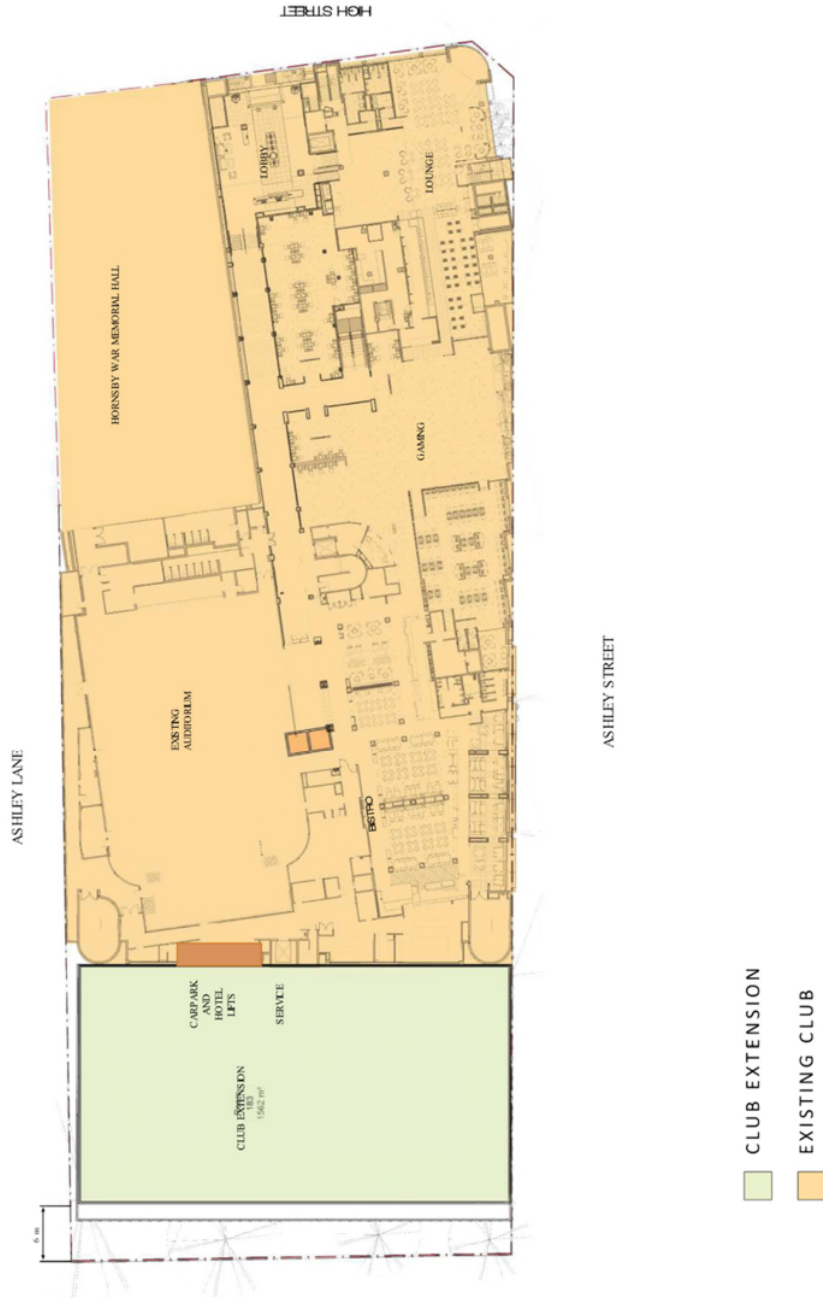 HIGH STREET
LOBBY
LOUNGE
HORNSBY WAR MEMORIAL HALL
GAMING
EXISTING
AUDITORIUM
ASHLEY LANE
ASHLEY STREET
BISTRO
CARPARK
AND
HOTEL
LIFTS
SERVICE
CLUB EXTENSION
183
1562 m²
6 m
CLUB EXTENSION
EXISTING CLUB